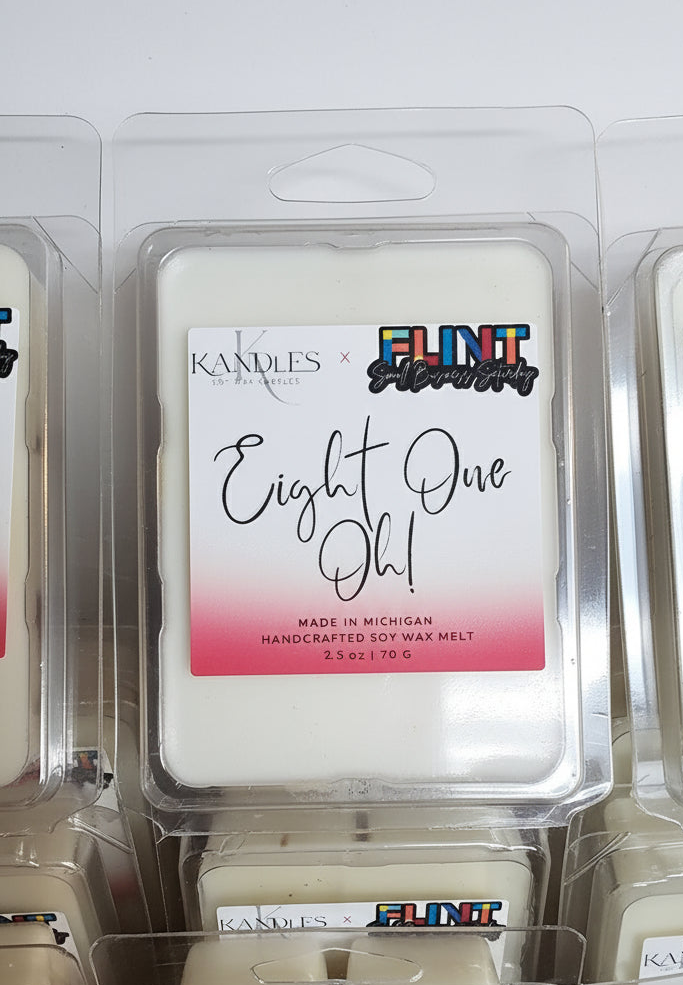 KANDLES × FLINT
Small Business Saturday
Eight One
Oh!
MADE IN MICHIGAN
HANDCRAFTED SOY WAX MELT
2.5 oz | 70 G
KANDLES × FLINT
KA